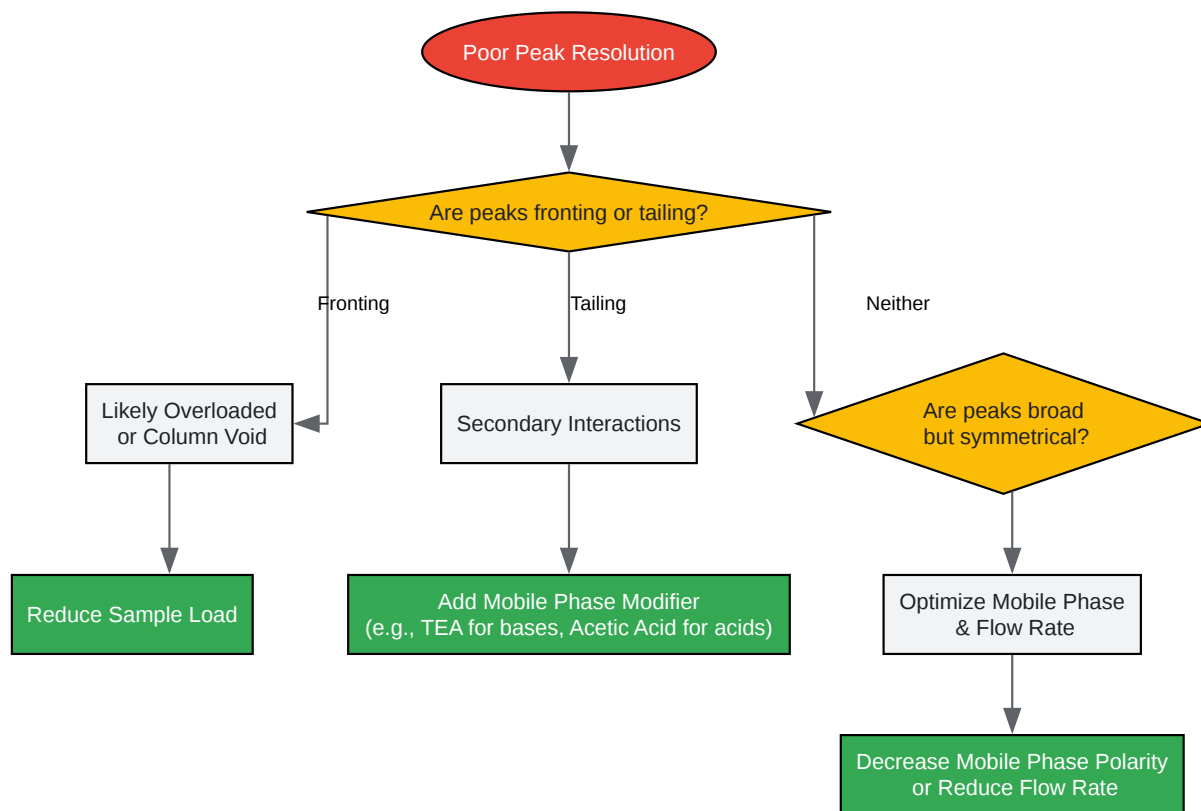 Poor Peak Resolution
Are peaks fronting or tailing?
Fronting
Tailing
Neither
Likely Overloaded
or Column Void
Secondary Interactions
Are peaks broad
but symmetrical?
Reduce Sample Load
Add Mobile Phase Modifier
(e.g., TEA for bases, Acetic Acid for acids)
Optimize Mobile Phase
& Flow Rate
Decrease Mobile Phase Polarity
or Reduce Flow Rate